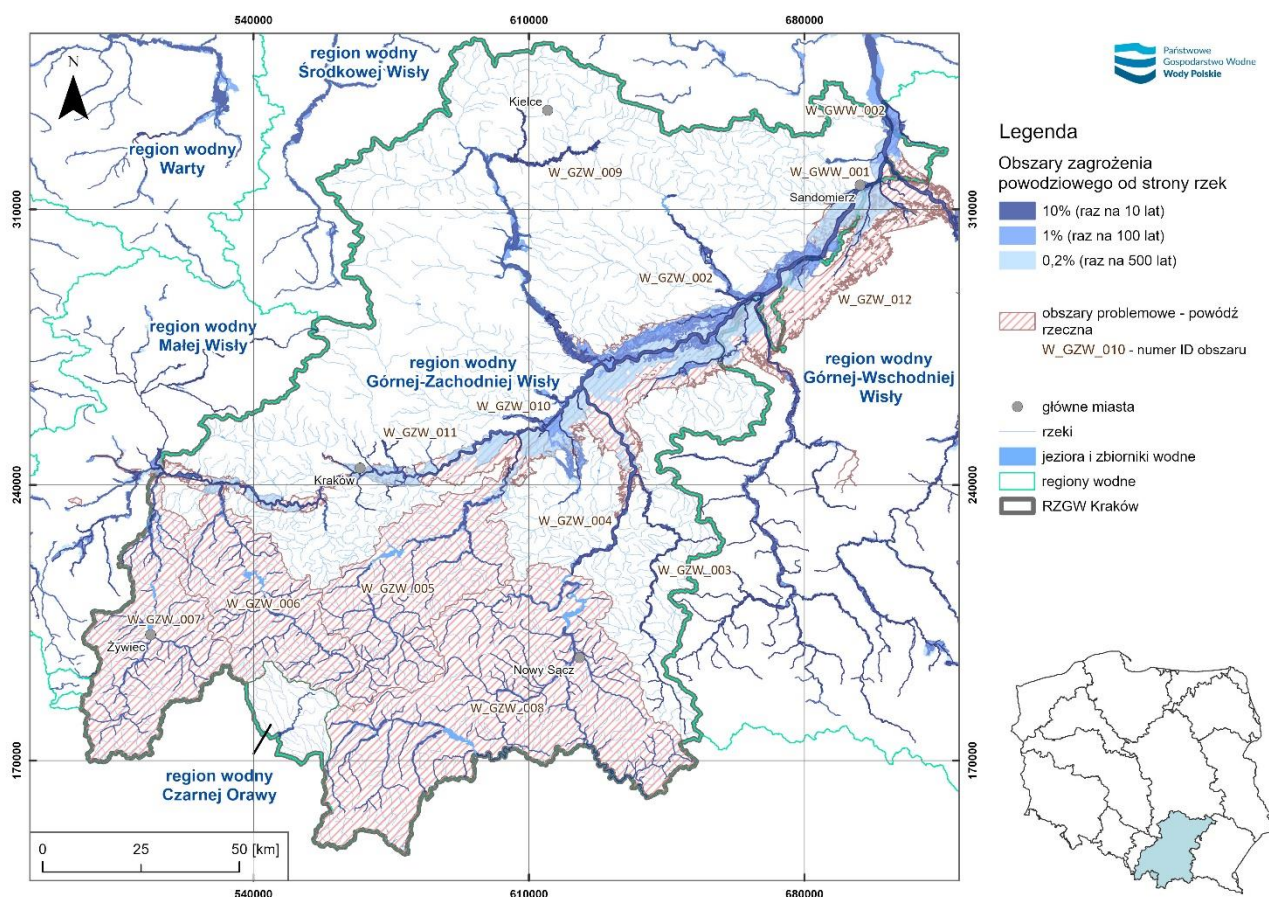 540000
610000
680000
N
region wodny
Środkowej Wisły
Kielce
region wodny
Warty
W_GZW_009
W_GWW_002
W_GWW_001
Sandomierz
310000
310000
W_GZW_002
W_GZW_012
region wodny
Małej Wisły
region wodny
Górnej-Zachodniej Wisły
region wodny
Górnej-Wschodniej
Wisły
W_GZW_010
W_GZW_011
Kraków
240000
240000
W_GZW_004
W_GZW_003
W_GZW_005
W_GZW_006
W_GZW_007
Żywiec
Nowy Sącz
W_GZW_008
170000
170000
region wodny
Czarnej Orawy
0 25 50 [km]
540000
610000
680000
Państwowe
Gospodarstwo Wodne
Wody Polskie
Legenda
Obszary zagrożenia
powodziowego od strony rzek
10% (raz na 10 lat)
1% (raz na 100 lat)
0,2% (raz na 500 lat)
obszary problemowe - powódź
rzeczna
W_GZW_010 - numer ID obszaru
główne miasta
rzeki
jeziora i zbiorniki wodne
regiony wodne
RZGW Kraków